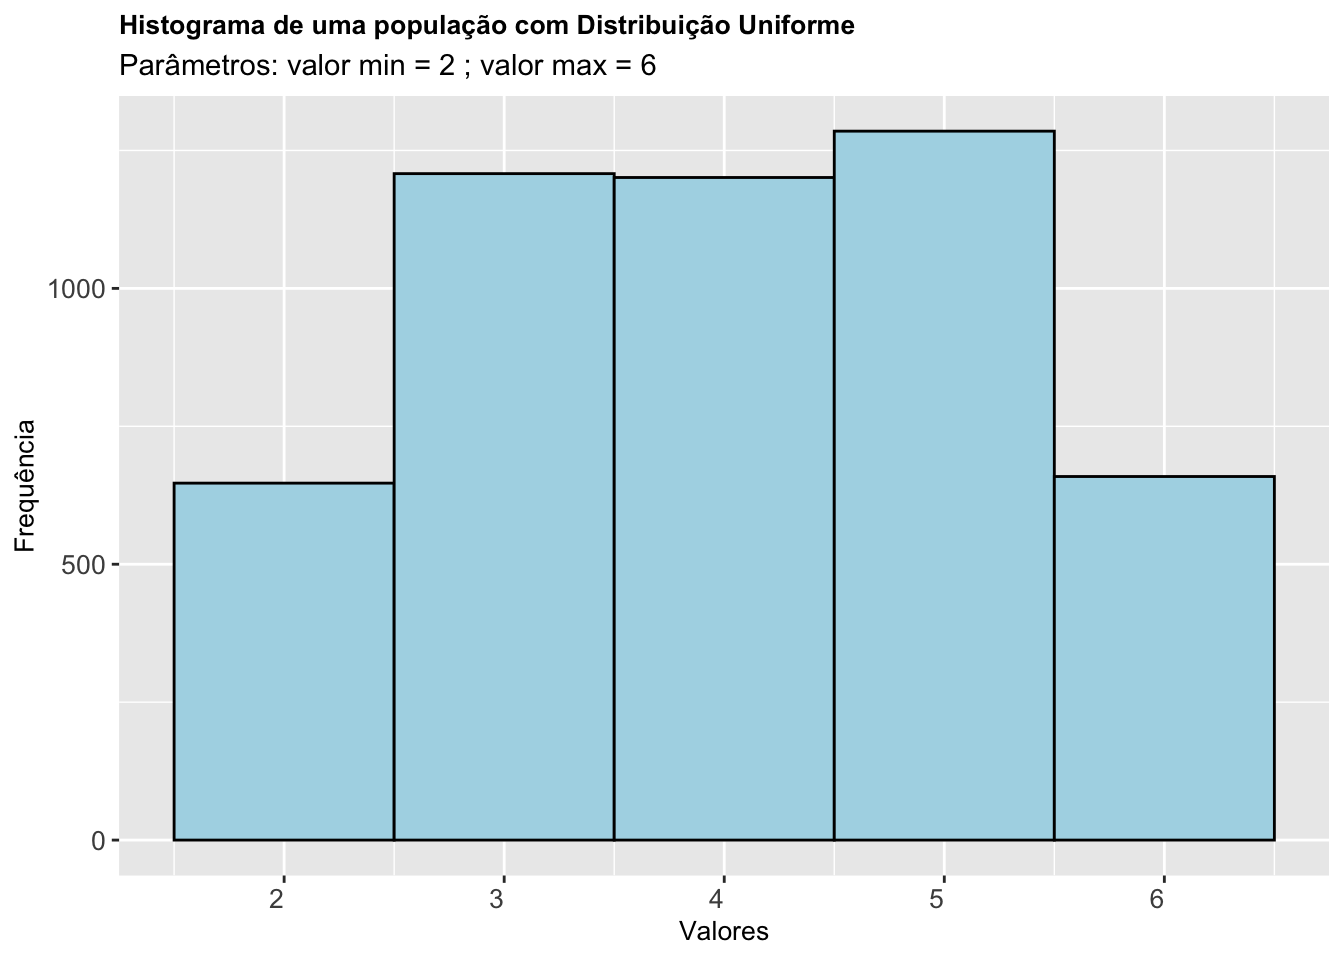 Histograma de uma população com Distribuição Uniforme
Parâmetros: valor min = 2 ; valor max = 6
1000
500
0
Frequência
2 3 4 5 6
Valores